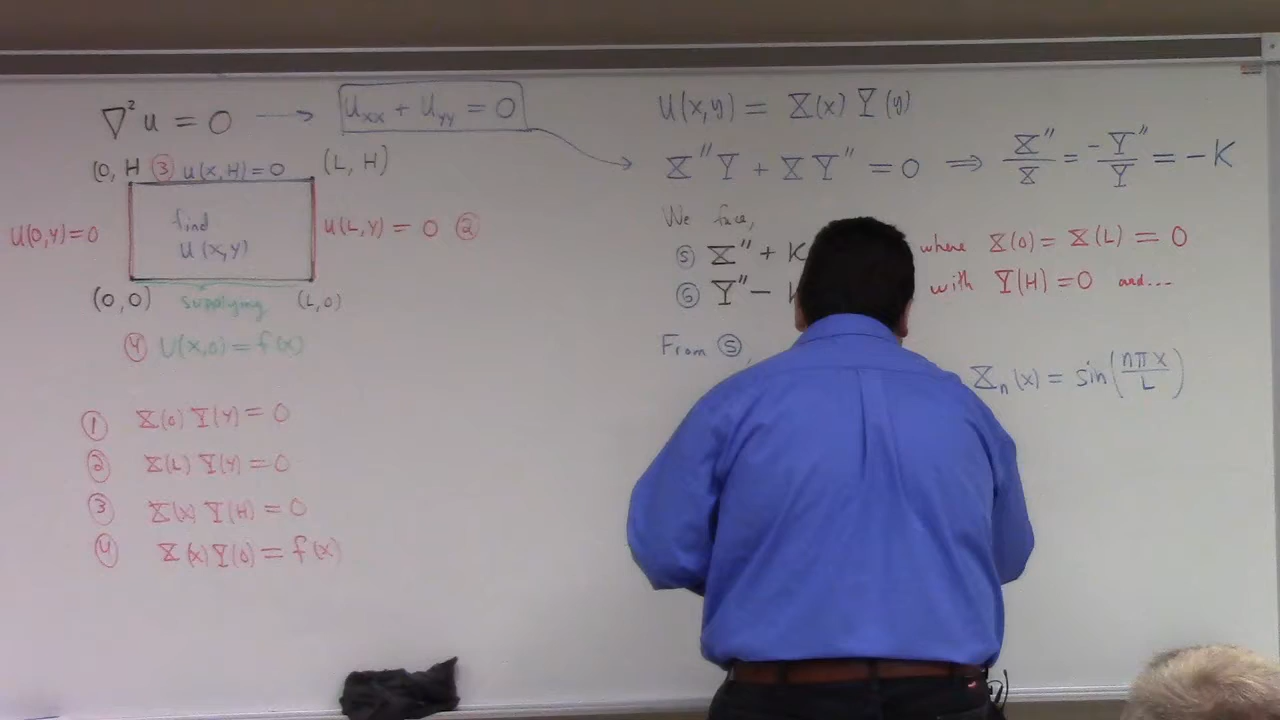 ∇²u = 0 → U_xx + U_yy = 0
(0, H ③ U(x,H) = 0 (L, H)
U(0,Y) = 0
find
U(x,y)
U(L,Y) = 0 ②
(0,0) supplying (L,0)
④ U(x,0) = f(x)
① X(0) Y(Y) = 0
② X(L) Y(Y) = 0
③ X(x) Y(H) = 0
④ X(x) Y(0) = f(x)
U(x,y) = X(x) Y(y)
X''Y + X Y'' = 0 ⇒ X''/X = -Y''/Y = -K
We face,
⑤ X'' + K where X(0) = X(L) = 0
⑥ Y'' - with Y(H) = 0 and...
From ⑤,
X_n(x) = sin(nπx/L)